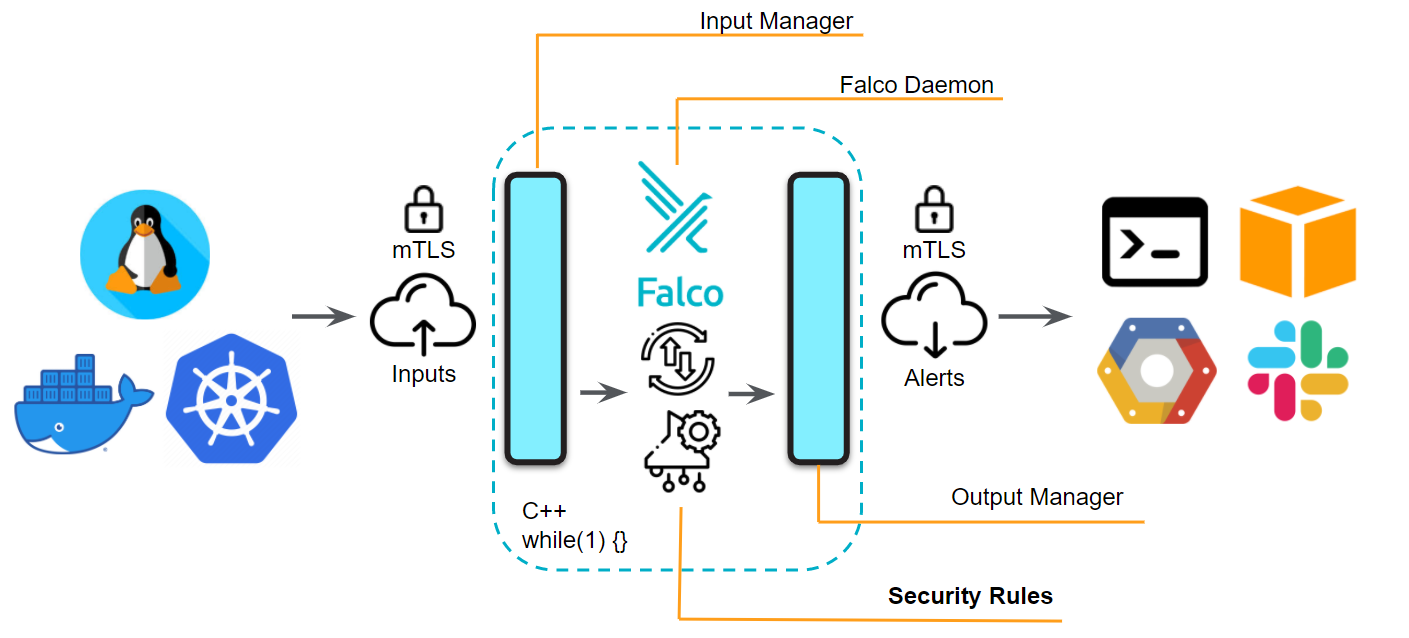 Input Manager
Falco Daemon
mTLS
Inputs
Falco
mTLS
Alerts
C++
while(1) {}
Output Manager
Security Rules